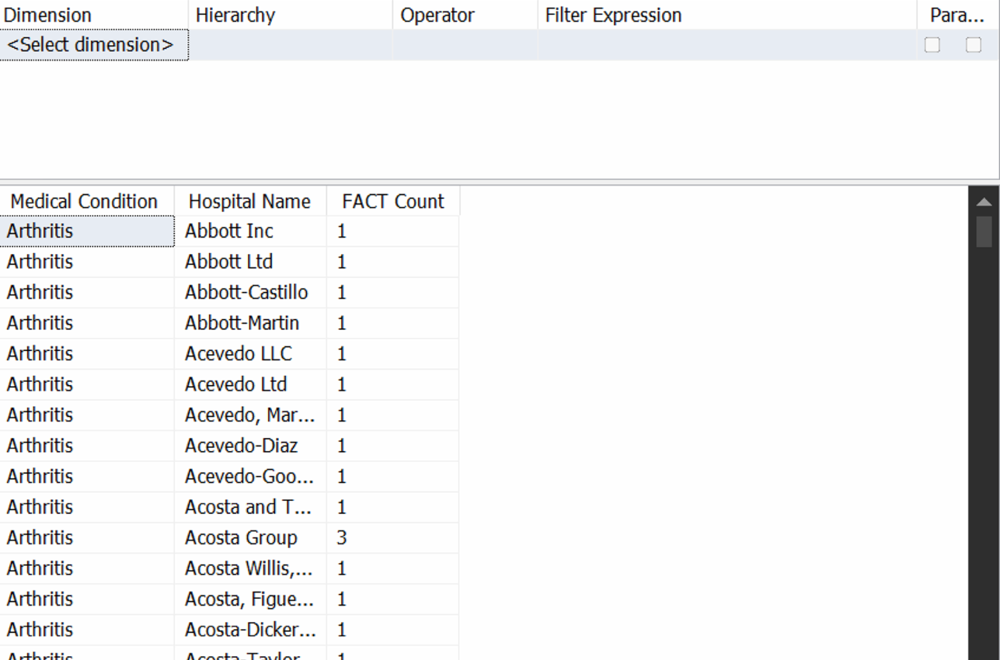 Dimension Hierarchy Operator Filter Expression Para...
<Select dimension>
Medical Condition Hospital Name FACT Count
Arthritis Abbott Inc 1
Arthritis Abbott Ltd 1
Arthritis Abbott-Castillo 1
Arthritis Abbott-Martin 1
Arthritis Acevedo LLC 1
Arthritis Acevedo Ltd 1
Arthritis Acevedo, Mar... 1
Arthritis Acevedo-Diaz 1
Arthritis Acevedo-Goo... 1
Arthritis Acosta and T... 1
Arthritis Acosta Group 3
Arthritis Acosta Willis,... 1
Arthritis Acosta, Figue... 1
Arthritis Acosta-Dicker... 1
Arthritis Acosta-Taylor 1